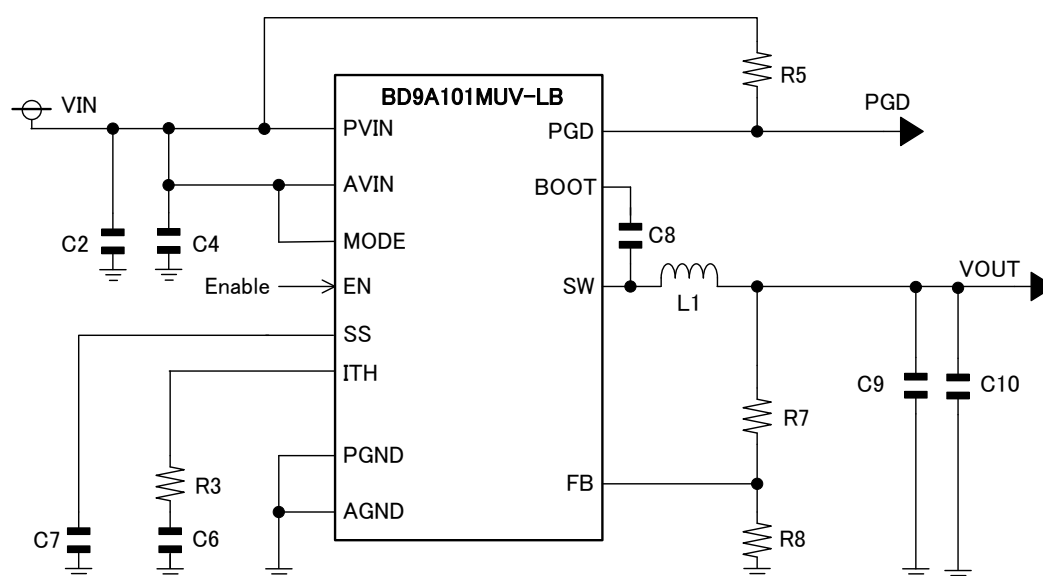 R5
BD9A101MUV-LB
VIN
PGD
PVIN
PGD
AVIN
BOOT
C2
C4
MODE
C8
Enable
EN
SW
VOUT
L1
SS
ITH
C9
C10
R7
PGND
R3
FB
AGND
C7
C6
R8